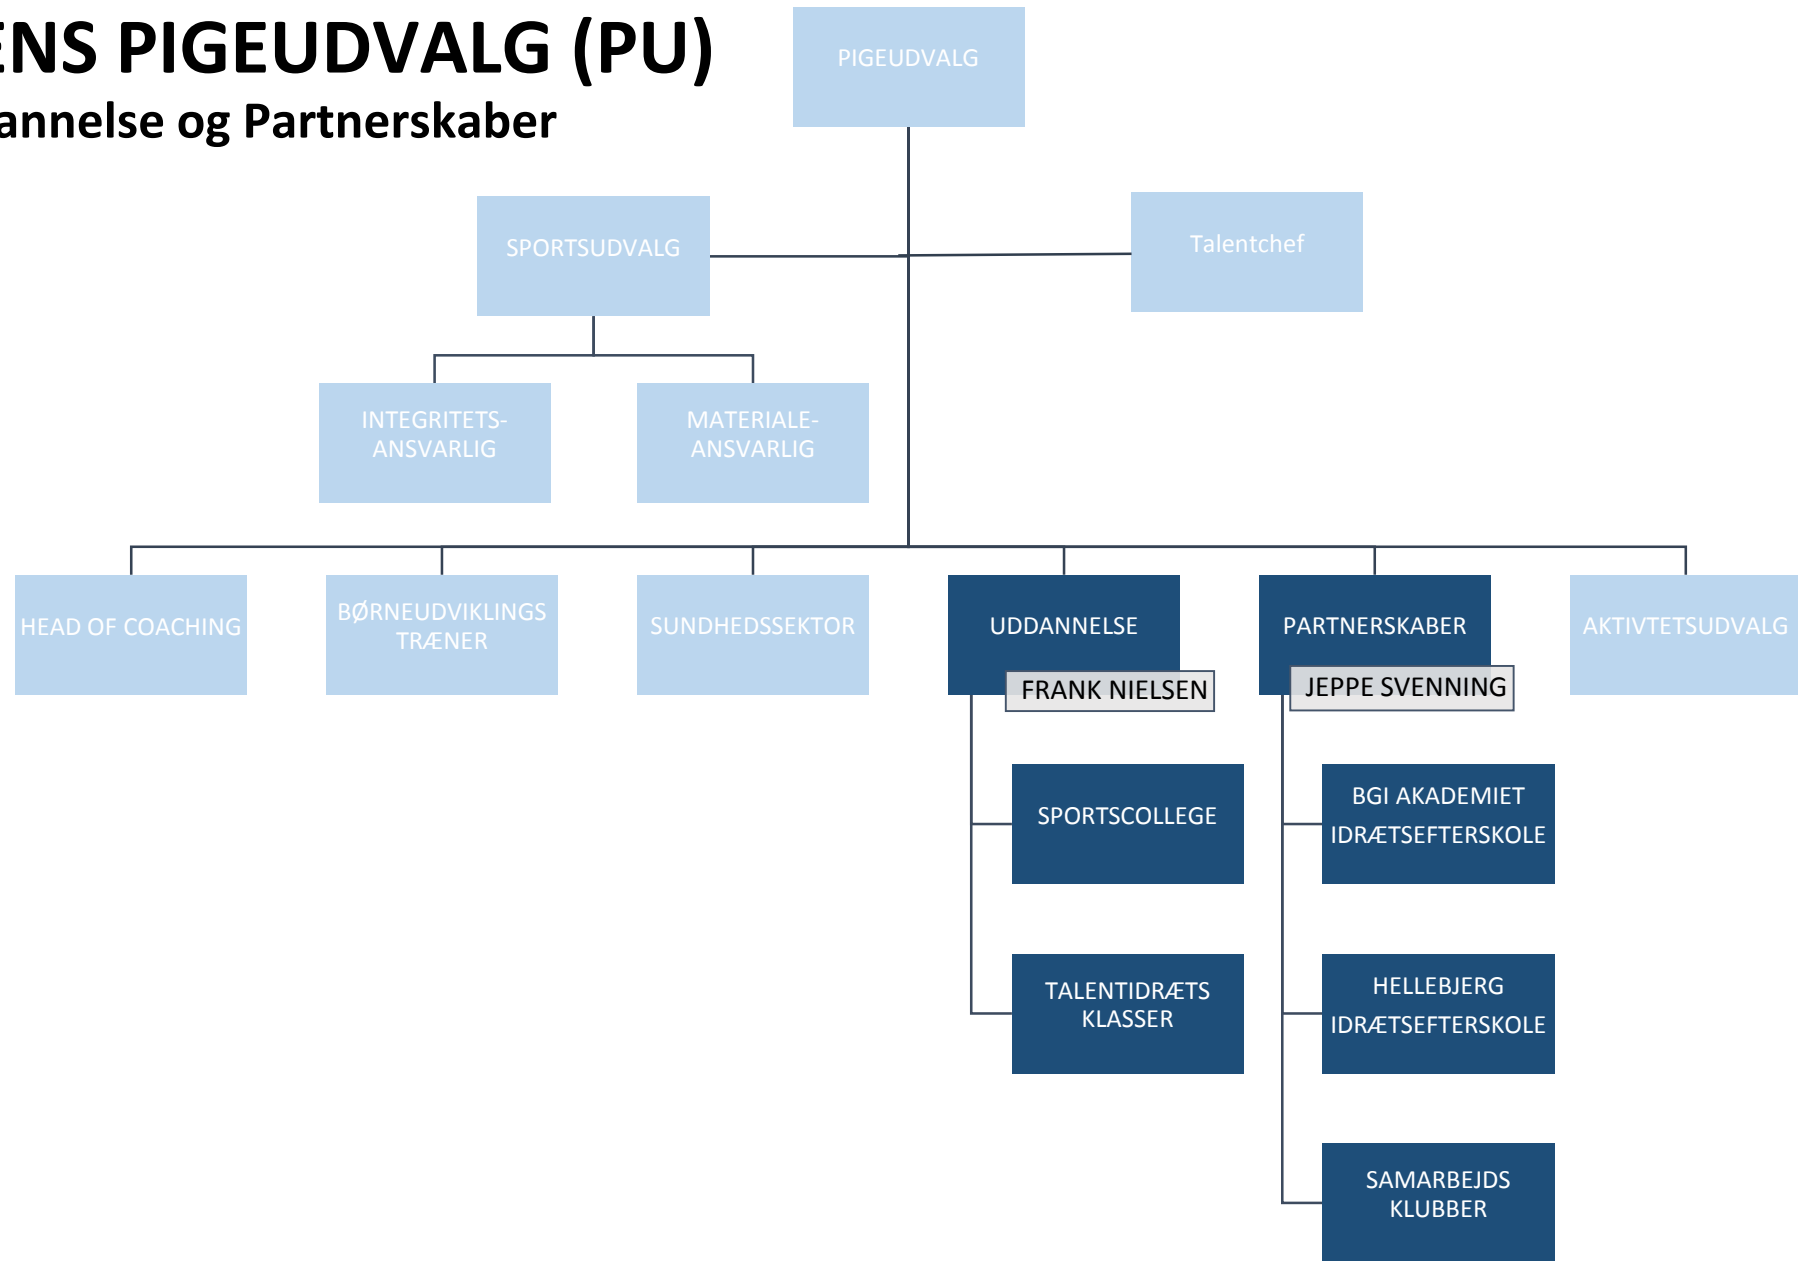 ENS PIGEUDVALG (PU)
annelse og Partnerskaber
PIGEUDVALG
SPORTSUDVALG
Talentchef
INTEGRITETS-
ANSVARLIG
MATERIALE-
ANSVARLIG
HEAD OF COACHING
BØRNEUDVIKLINGS
TRÆNER
SUNDHEDSSEKTOR
UDDANNELSE
FRANK NIELSEN
PARTNERSKABER
JEPPE SVENNING
AKTIVTETSUDVALG
SPORTSCOLLEGE
TALENTIDRÆTS
KLASSER
BGI AKADEMIET
IDRÆTSEFTERSKOLE
HELLEBJERG
IDRÆTSEFTERSKOLE
SAMARBEJDS
KLUBBER